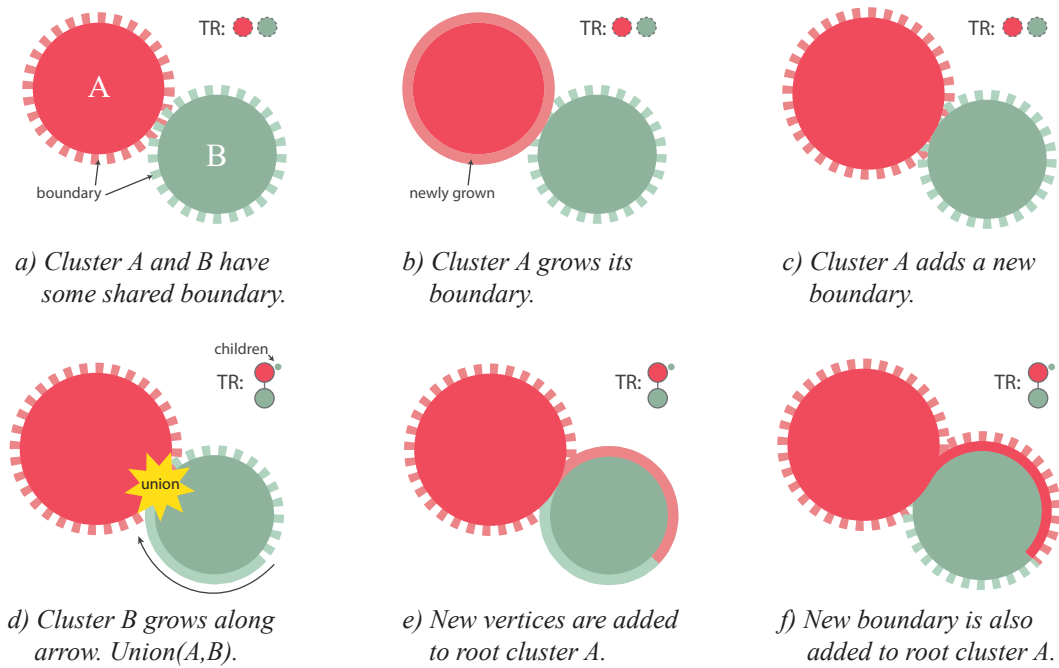 TR:
TR:
TR:
A
B
boundary
newly grown
a) Cluster A and B have
some shared boundary.
b) Cluster A grows its
boundary.
c) Cluster A adds a new
boundary.
children
TR:
TR:
TR:
union
d) Cluster B grows along
arrow. Union(A,B).
e) New vertices are added
to root cluster A.
f) New boundary is also
added to root cluster A.